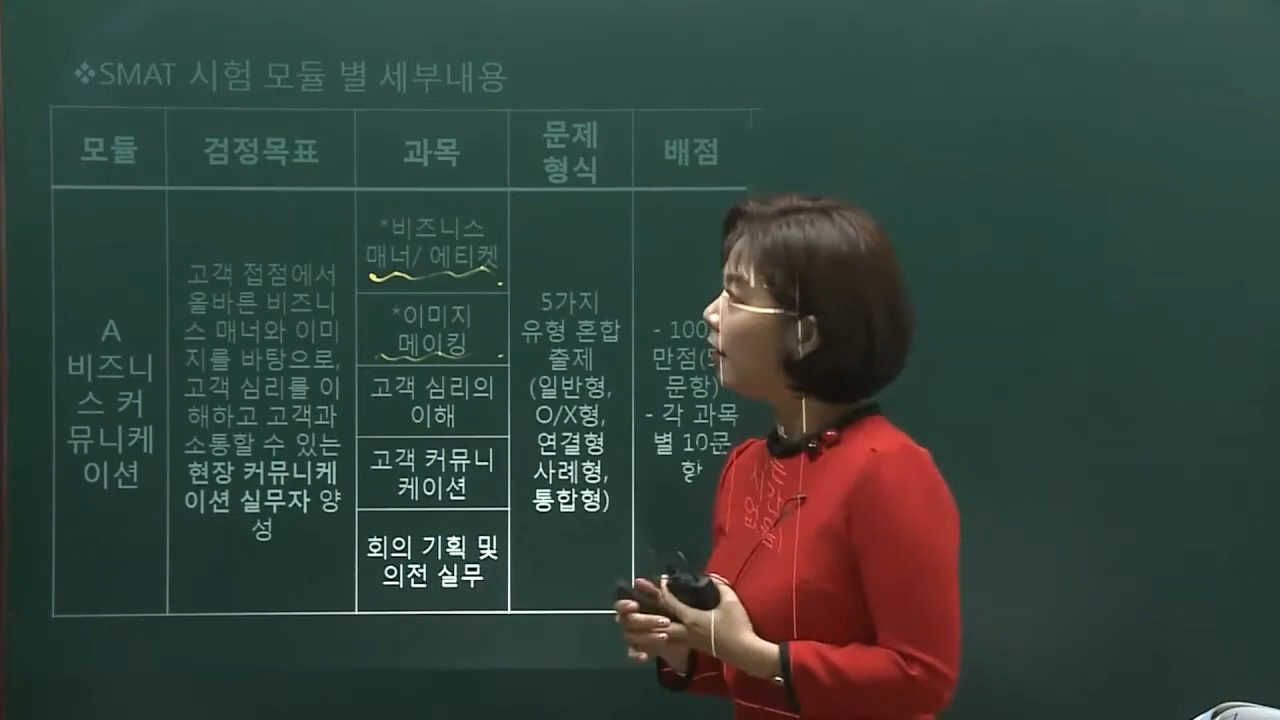 ❖SMAT 시험 모듈 별 세부내용
모듈
검정목표
과목
문제
형식
배점
A
비즈니
스 커
뮤니케
이션
고객 접점에서
올바른 비즈니
스 매너와 이미
지를 바탕으로,
고객 심리를 이
해하고 고객과
소통할 수 있는
현장 커뮤니케
이션 실무자 양
성
*비즈니스
매너/ 에티켓
*이미지
메이킹
고객 심리의
이해
고객 커뮤니
케이션
회의 기획 및
의전 실무
5가지
유형 혼합
출제
(일반형,
O/X형,
연결형
사례형,
통합형)
- 100
만점(5
문항)
- 각 과목
별 10문
항